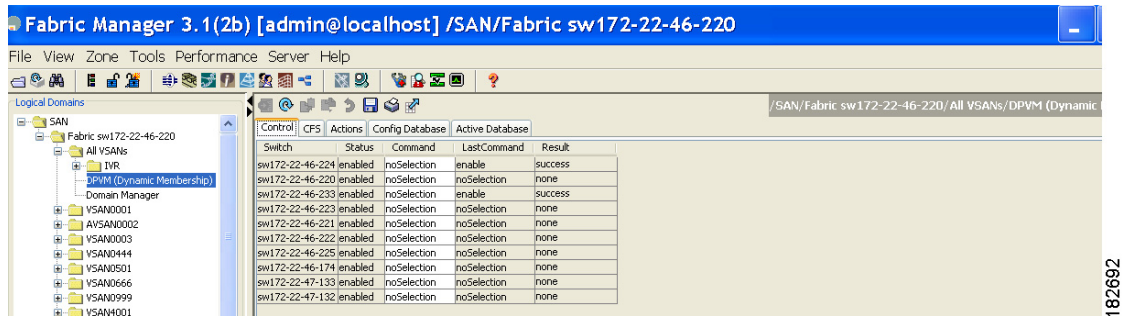 Fabric Manager 3.1(2b) [admin@localhost] /SAN/Fabric sw172-22-46-220
File View Zone Tools Performance Server Help
Logical Domains
/SAN/Fabric sw172-22-46-220/All VSANs/DPVM (Dynamic
SAN
Fabric sw172-22-46-220
All VSANs
IVR
DPVM (Dynamic Membership)
Domain Manager
VSAN0001
AVSAN0002
VSAN0003
VSAN0444
VSAN0501
VSAN0666
VSAN0999
VSAN4001
Control CFS Actions Config Database Active Database
Switch Status Command LastCommand Result
sw172-22-46-224 enabled noSelection enable success
sw172-22-46-220 enabled noSelection noSelection none
sw172-22-46-233 enabled noSelection enable success
sw172-22-46-223 enabled noSelection noSelection none
sw172-22-46-221 enabled noSelection noSelection none
sw172-22-46-222 enabled noSelection noSelection none
sw172-22-46-225 enabled noSelection noSelection none
sw172-22-46-174 enabled noSelection noSelection none
sw172-22-47-133 enabled noSelection noSelection none
sw172-22-47-132 enabled noSelection noSelection none
182692